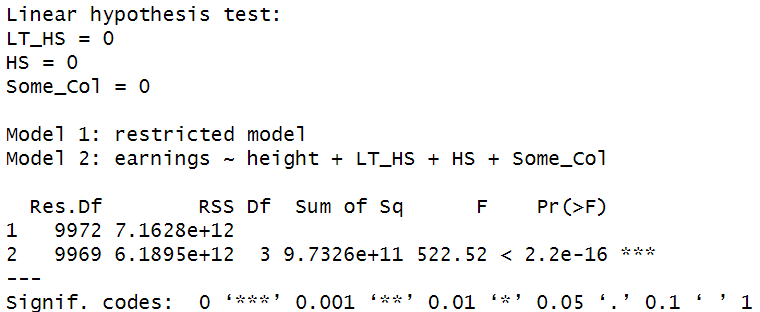 Linear hypothesis test:
LT_HS = 0
HS = 0
Some_Col = 0

Model 1: restricted model
Model 2: earnings ~ height + LT_HS + HS + Some_Col

  Res.Df        RSS Df  Sum of Sq      F    Pr(>F)
1   9972 7.1628e+12
2   9969 6.1895e+12  3 9.7326e+11 522.52 < 2.2e-16 ***
---
Signif. codes:  0 ‘***’ 0.001 ‘**’ 0.01 ‘*’ 0.05 ‘.’ 0.1 ‘ ’ 1